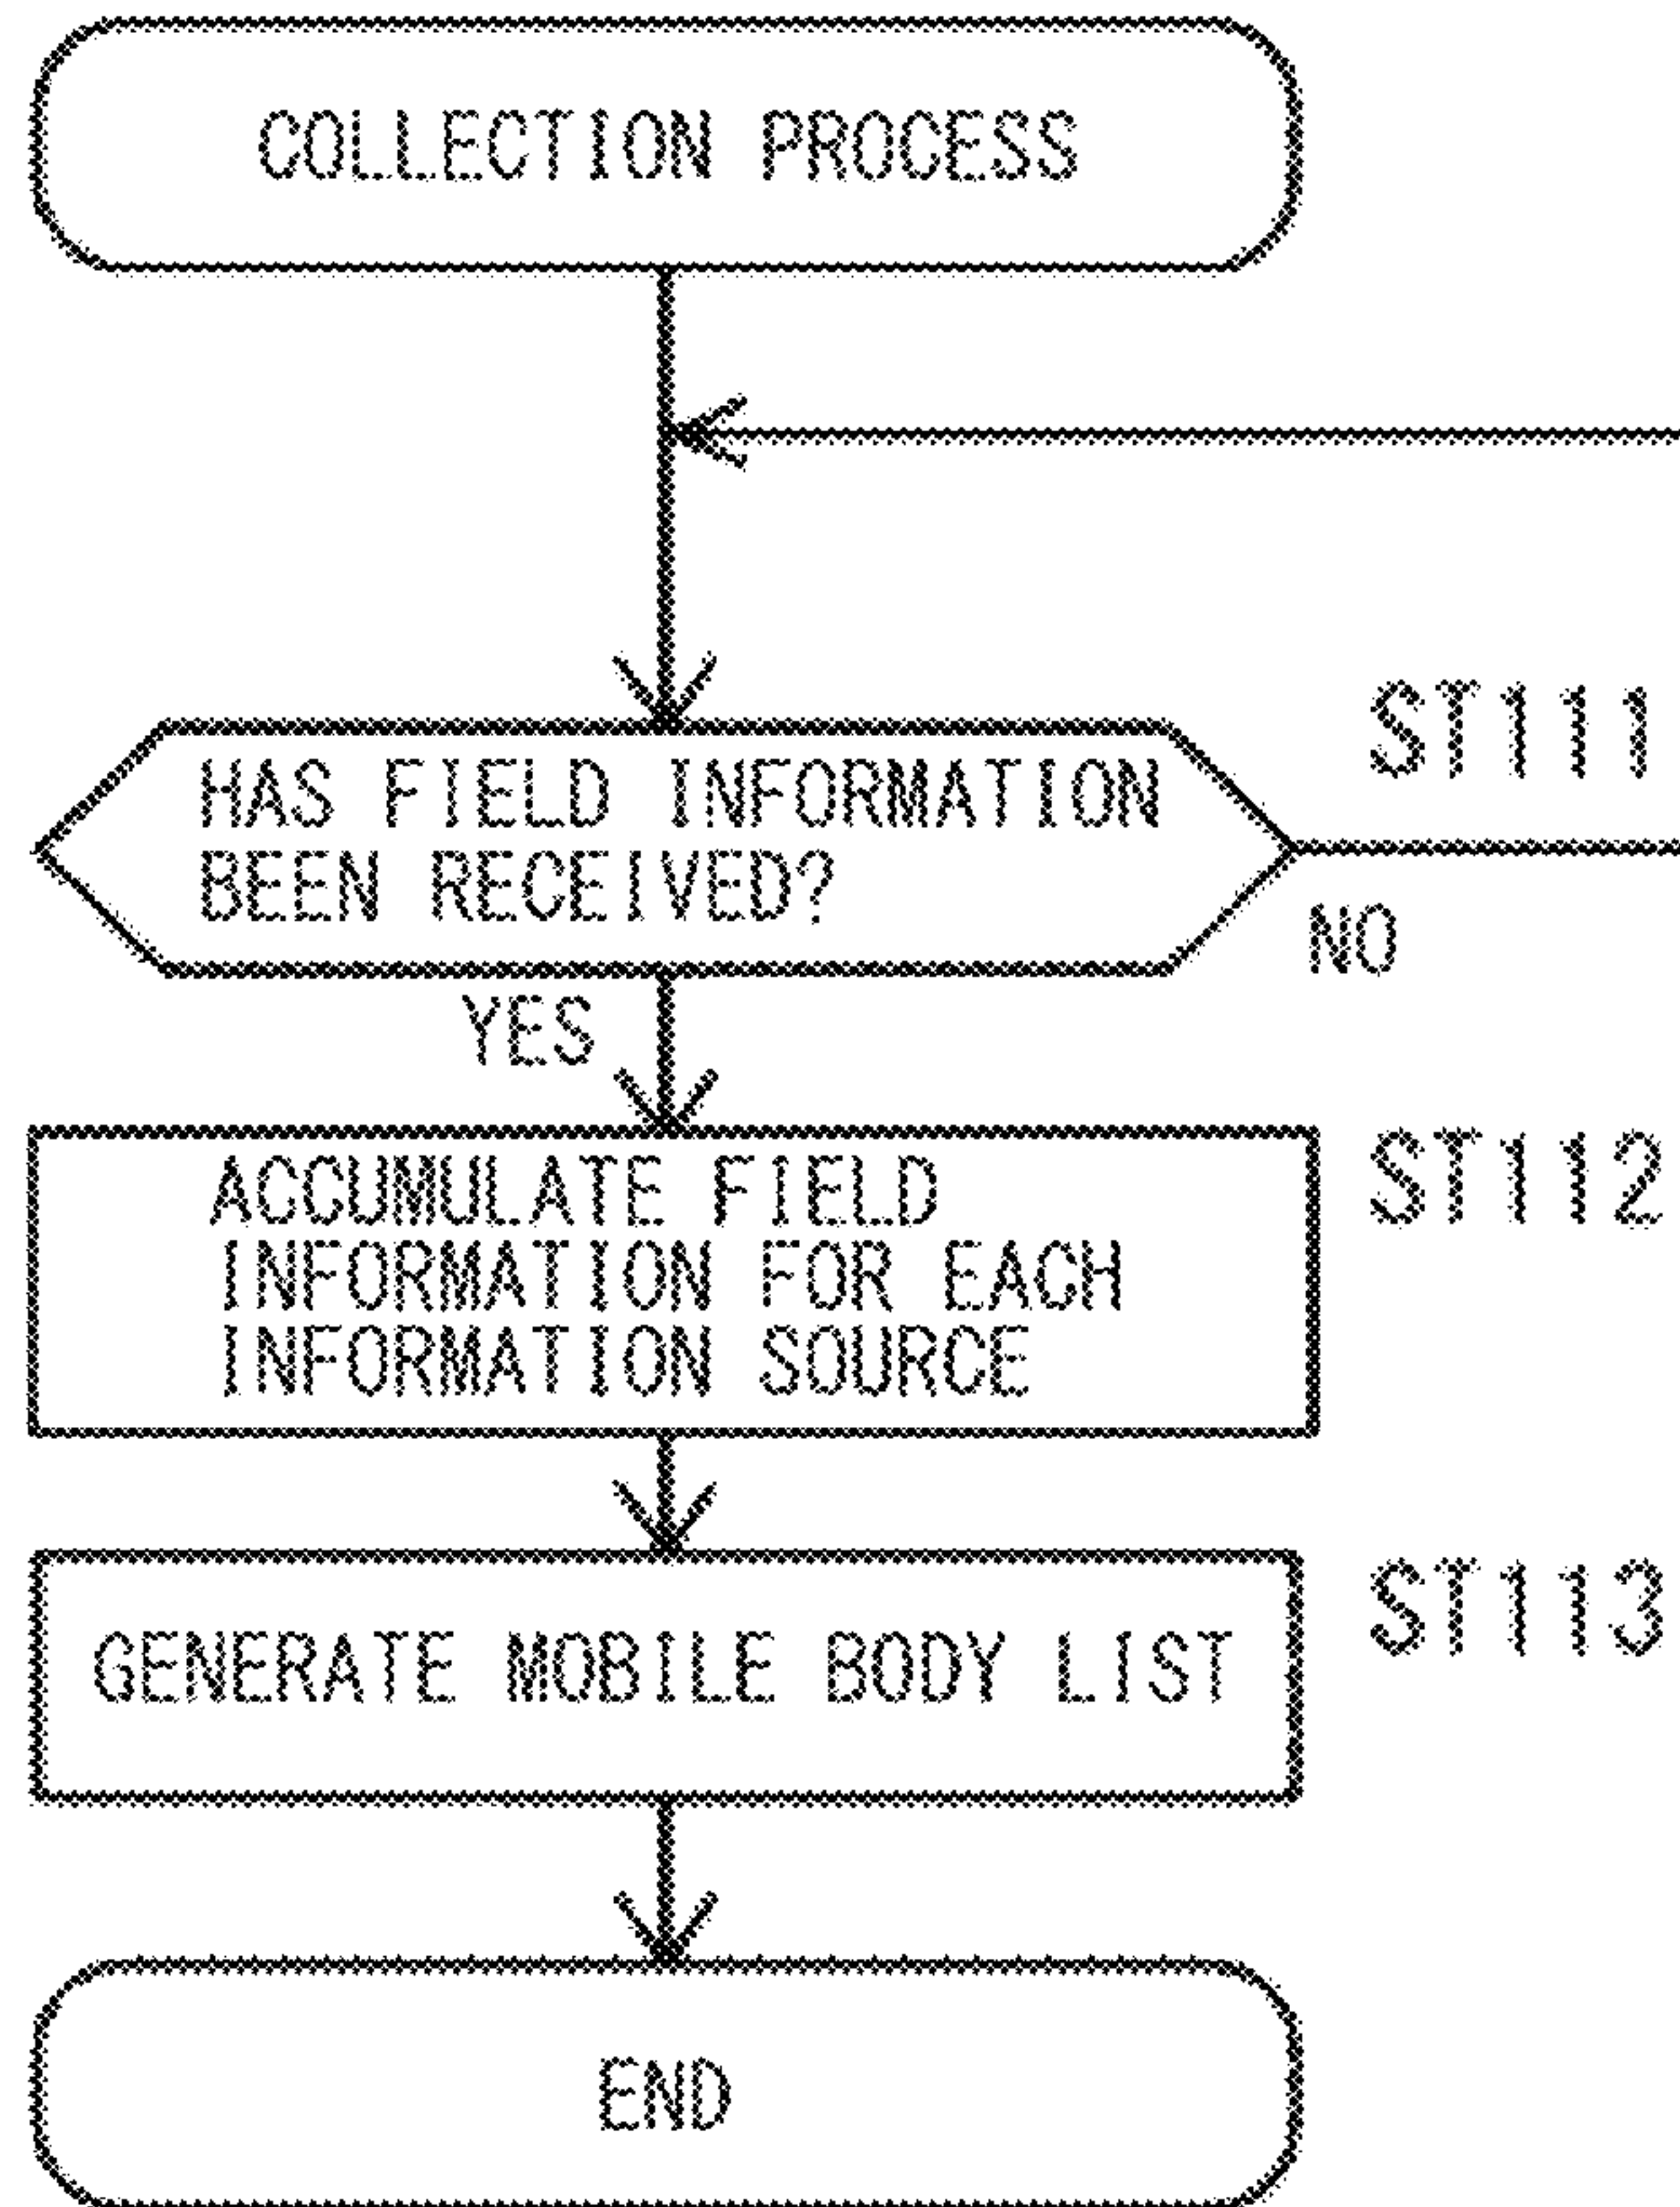 COLLECTION PROCESS
ST111
HAS FIELD INFORMATION
BEEN RECEIVED?
NO
YES
ST112
ACCUMULATE FIELD
INFORMATION FOR EACH
INFORMATION SOURCE
ST113
GENERATE MOBILE BODY LIST
END